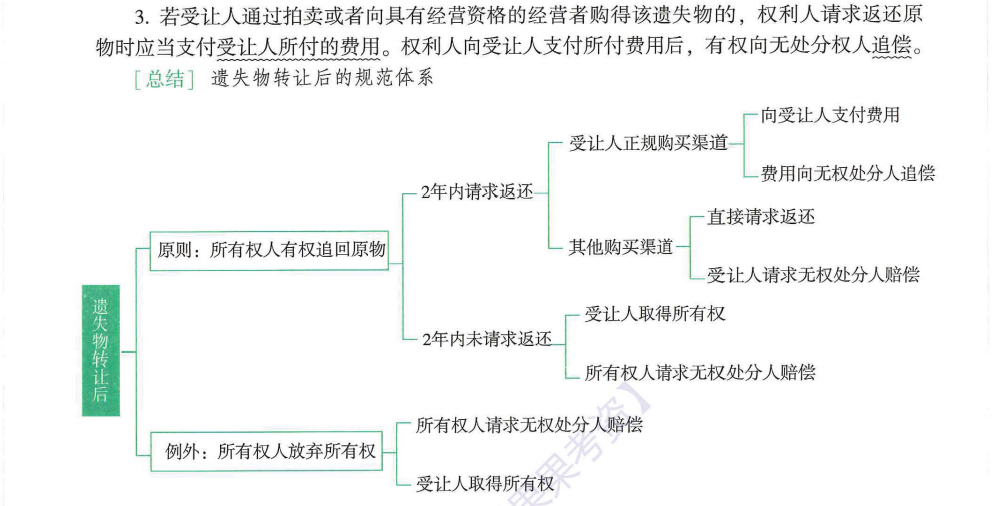 3. 若受让人通过拍卖或者向具有经营资格的经营者购得该遗失物的，权利人请求返还原
物时应当支付受让人所付的费用。权利人向受让人支付所付费用后，有权向无处分权人追偿。
［总结］ 遗失物转让后的规范体系
遗失物转让后
原则：所有权人有权追回原物
2年内请求返还
受让人正规购买渠道
向受让人支付费用
费用向无权处分人追偿
其他购买渠道
直接请求返还
受让人请求无权处分人赔偿
2年内未请求返还
受让人取得所有权
所有权人请求无权处分人赔偿
例外：所有权人放弃所有权
所有权人请求无权处分人赔偿
受让人取得所有权
果果考资】